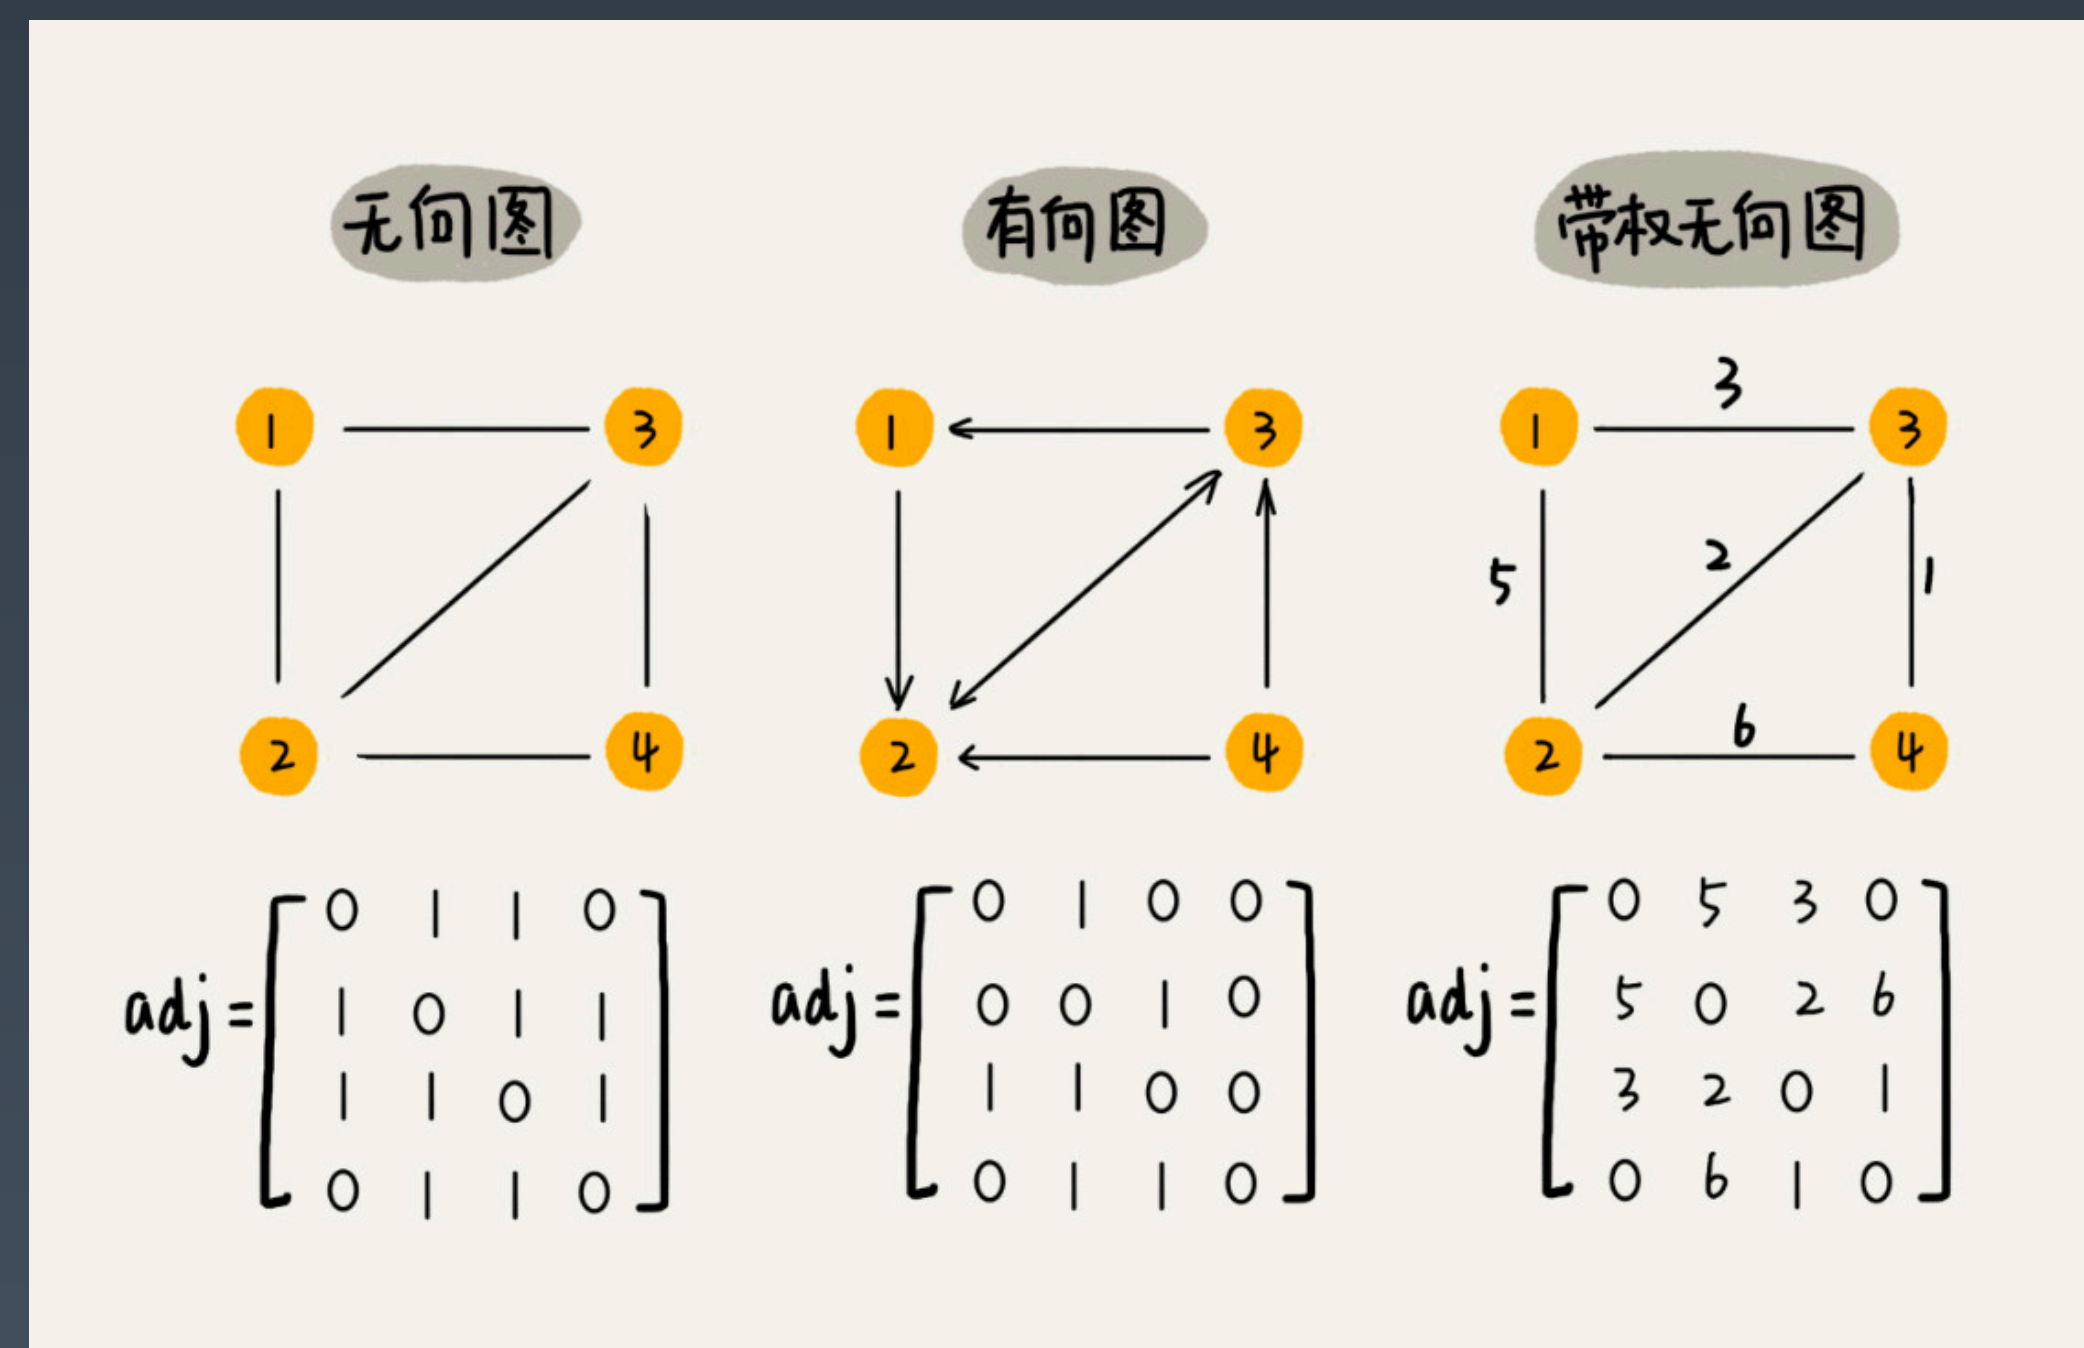 无向图 有向图 带权无向图
3
1 3 1 3 1 3
5 2 1
6
2 4 2 4 2 4
0 1 1 0 0 1 0 0 0 5 3 0
adj= 1 0 1 1 adj= 0 0 1 0 adj= 5 0 2 6
1 1 0 1 1 1 0 0 3 2 0 1
0 1 1 0 0 1 1 0 0 6 1 0